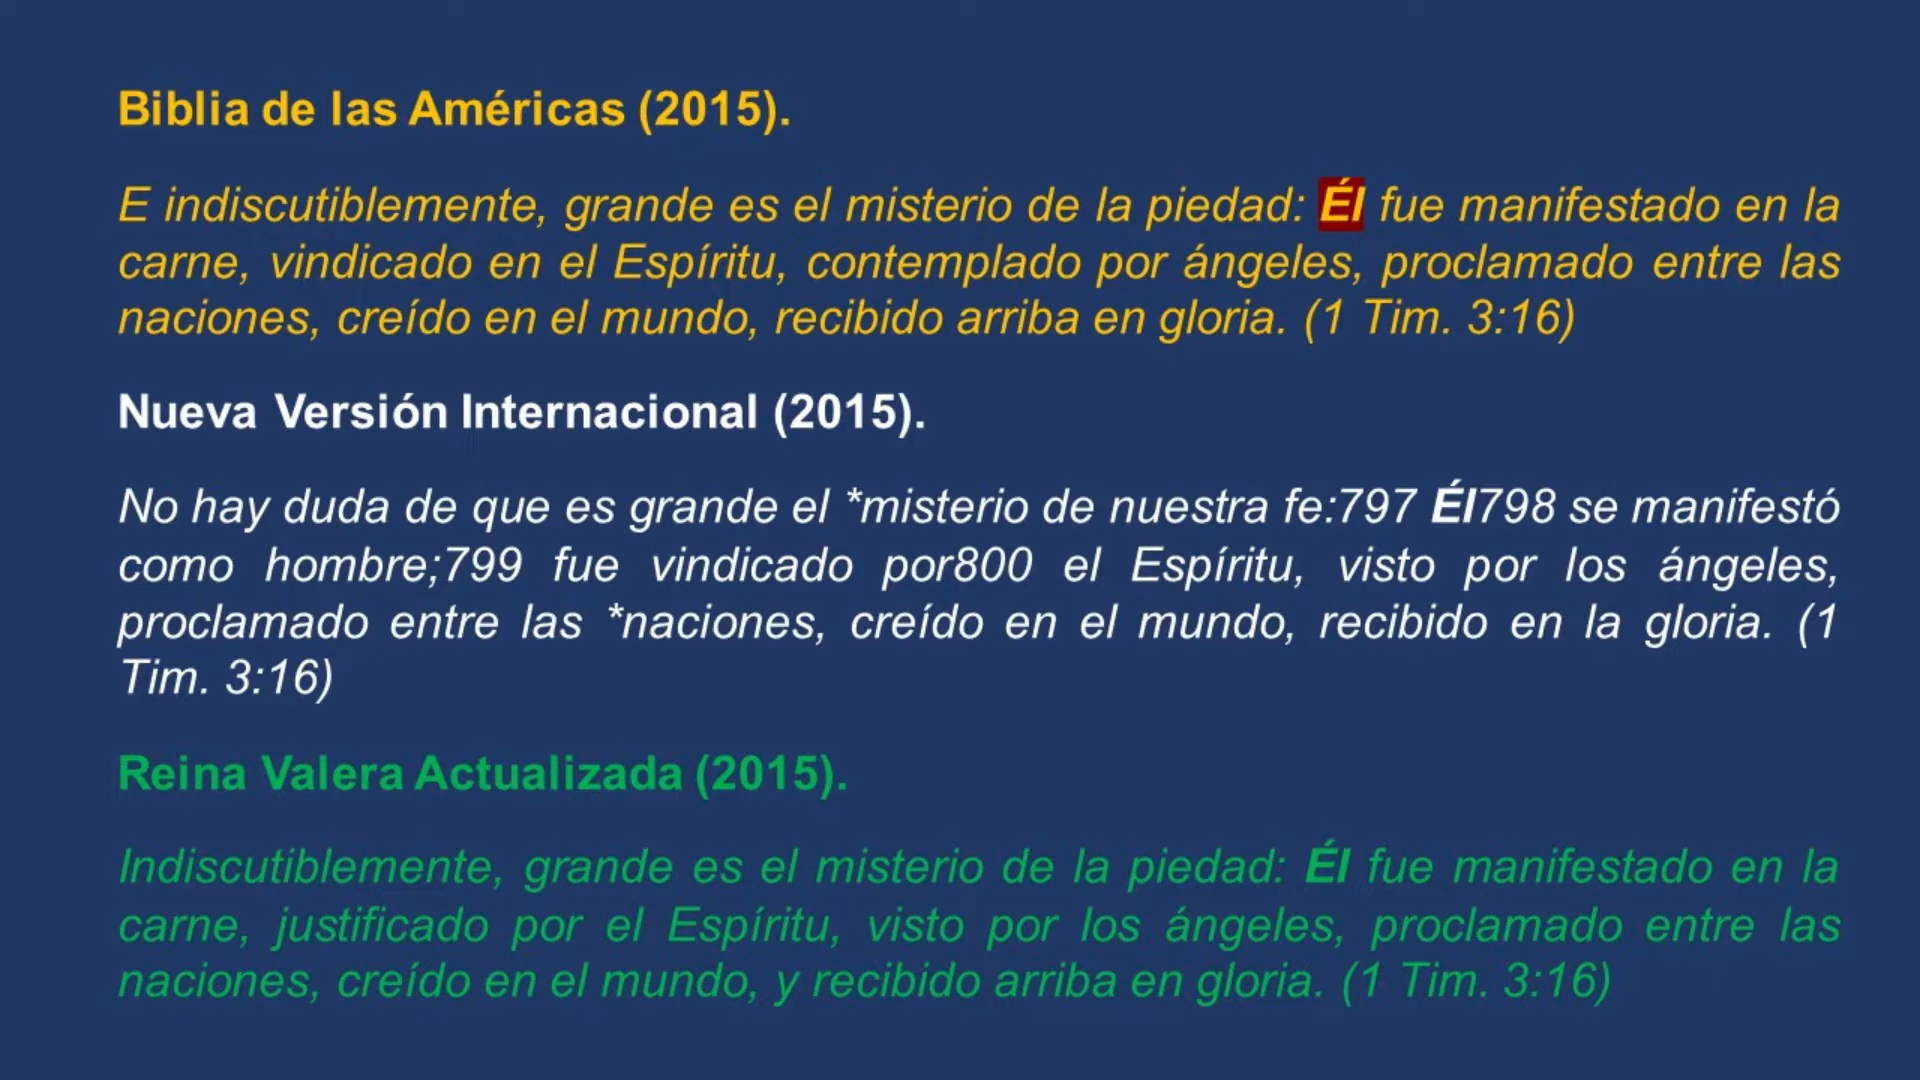 Biblia de las Américas (2015).
E indiscutiblemente, grande es el misterio de la piedad: Él fue manifestado en la
carne, vindicado en el Espíritu, contemplado por ángeles, proclamado entre las
naciones, creído en el mundo, recibido arriba en gloria. (1 Tim. 3:16)
Nueva Versión Internacional (2015).
No hay duda de que es grande el *misterio de nuestra fe:797 Él798 se manifestó
como hombre;799 fue vindicado por800 el Espíritu, visto por los ángeles,
proclamado entre las *naciones, creído en el mundo, recibido en la gloria. (1
Tim. 3:16)
Reina Valera Actualizada (2015).
Indiscutiblemente, grande es el misterio de la piedad: Él fue manifestado en la
carne, justificado por el Espíritu, visto por los ángeles, proclamado entre las
naciones, creído en el mundo, y recibido arriba en gloria. (1 Tim. 3:16)